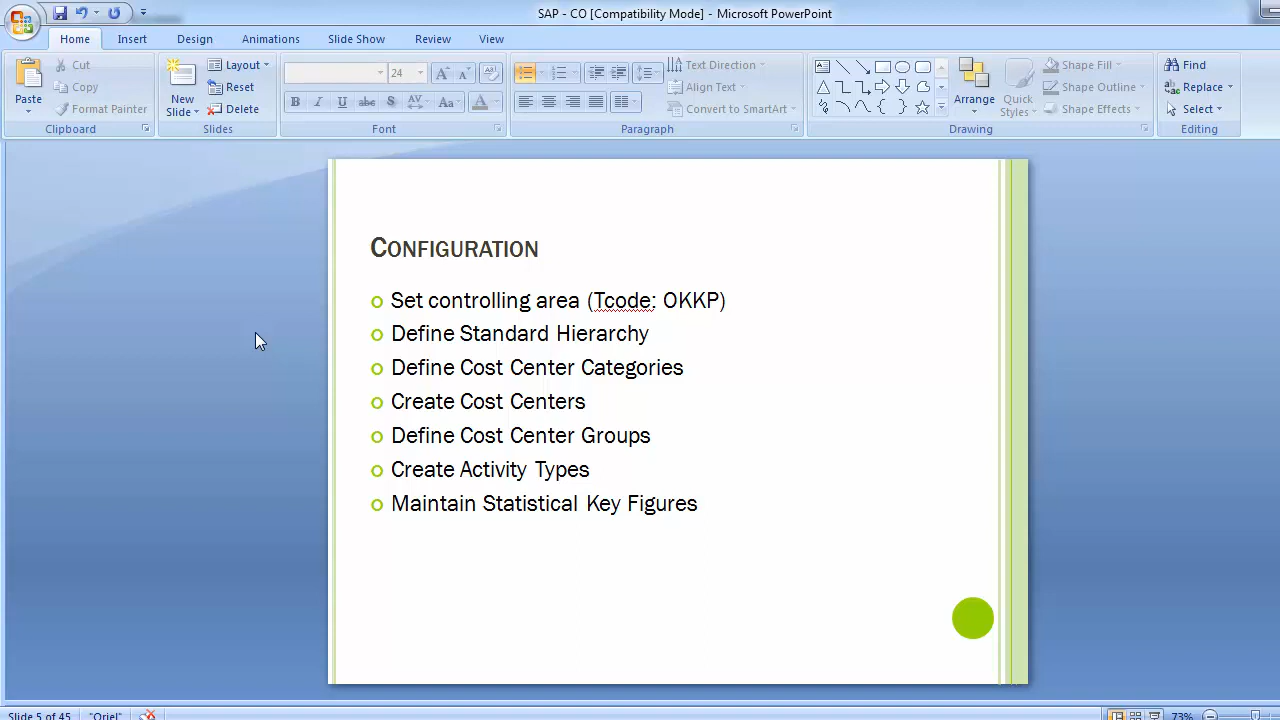 SAP - CO [Compatibility Mode] - Microsoft PowerPoint
Home Insert Design Animations Slide Show Review View
Paste Cut Copy Format Painter
Clipboard
New Slide Layout Reset Delete
Slides
24
B I U abc S AV Aa A
Font
Text Direction
Align Text
Convert to SmartArt
Paragraph
Arrange Quick Styles Shape Fill Shape Outline Shape Effects
Drawing
Find
Replace
Select
Editing
CONFIGURATION
Set controlling area (Tcode: OKKP)
Define Standard Hierarchy
Define Cost Center Categories
Create Cost Centers
Define Cost Center Groups
Create Activity Types
Maintain Statistical Key Figures
Slide 5 of 45 "Oriel" 73%